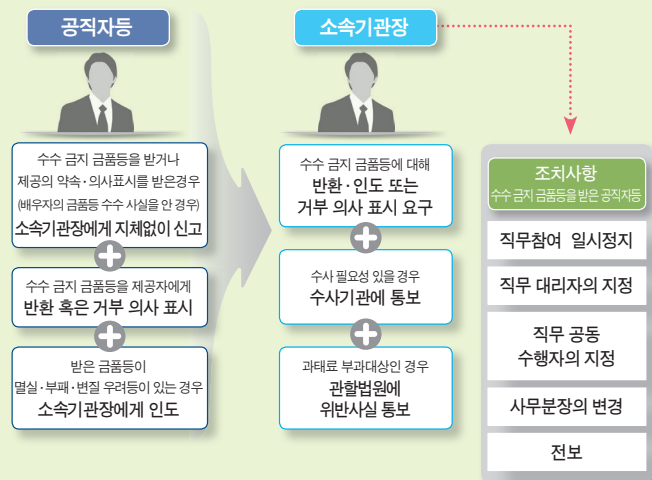 공직자등
수수 금지 금품등을 받거나
제공의 약속·의사표시를 받은경우
(배우자의 금품등 수수 사실을 안 경우)
소속기관장에게 지체없이 신고
수수 금지 금품등을 제공자에게
반환 혹은 거부 의사 표시
받은 금품등이
멸실·부패·변질 우려등이 있는 경우
소속기관장에게 인도
소속기관장
수수 금지 금품등에 대해
반환·인도 또는
거부 의사 표시 요구
수사 필요성 있을 경우
수사기관에 통보
과태료 부과대상인 경우
관할법원에
위반사실 통보
조치사항
수수 금지 금품등을 받은 공직자등
직무참여 일시정지
직무 대리자의 지정
직무 공동
수행자의 지정
사무분장의 변경
전보